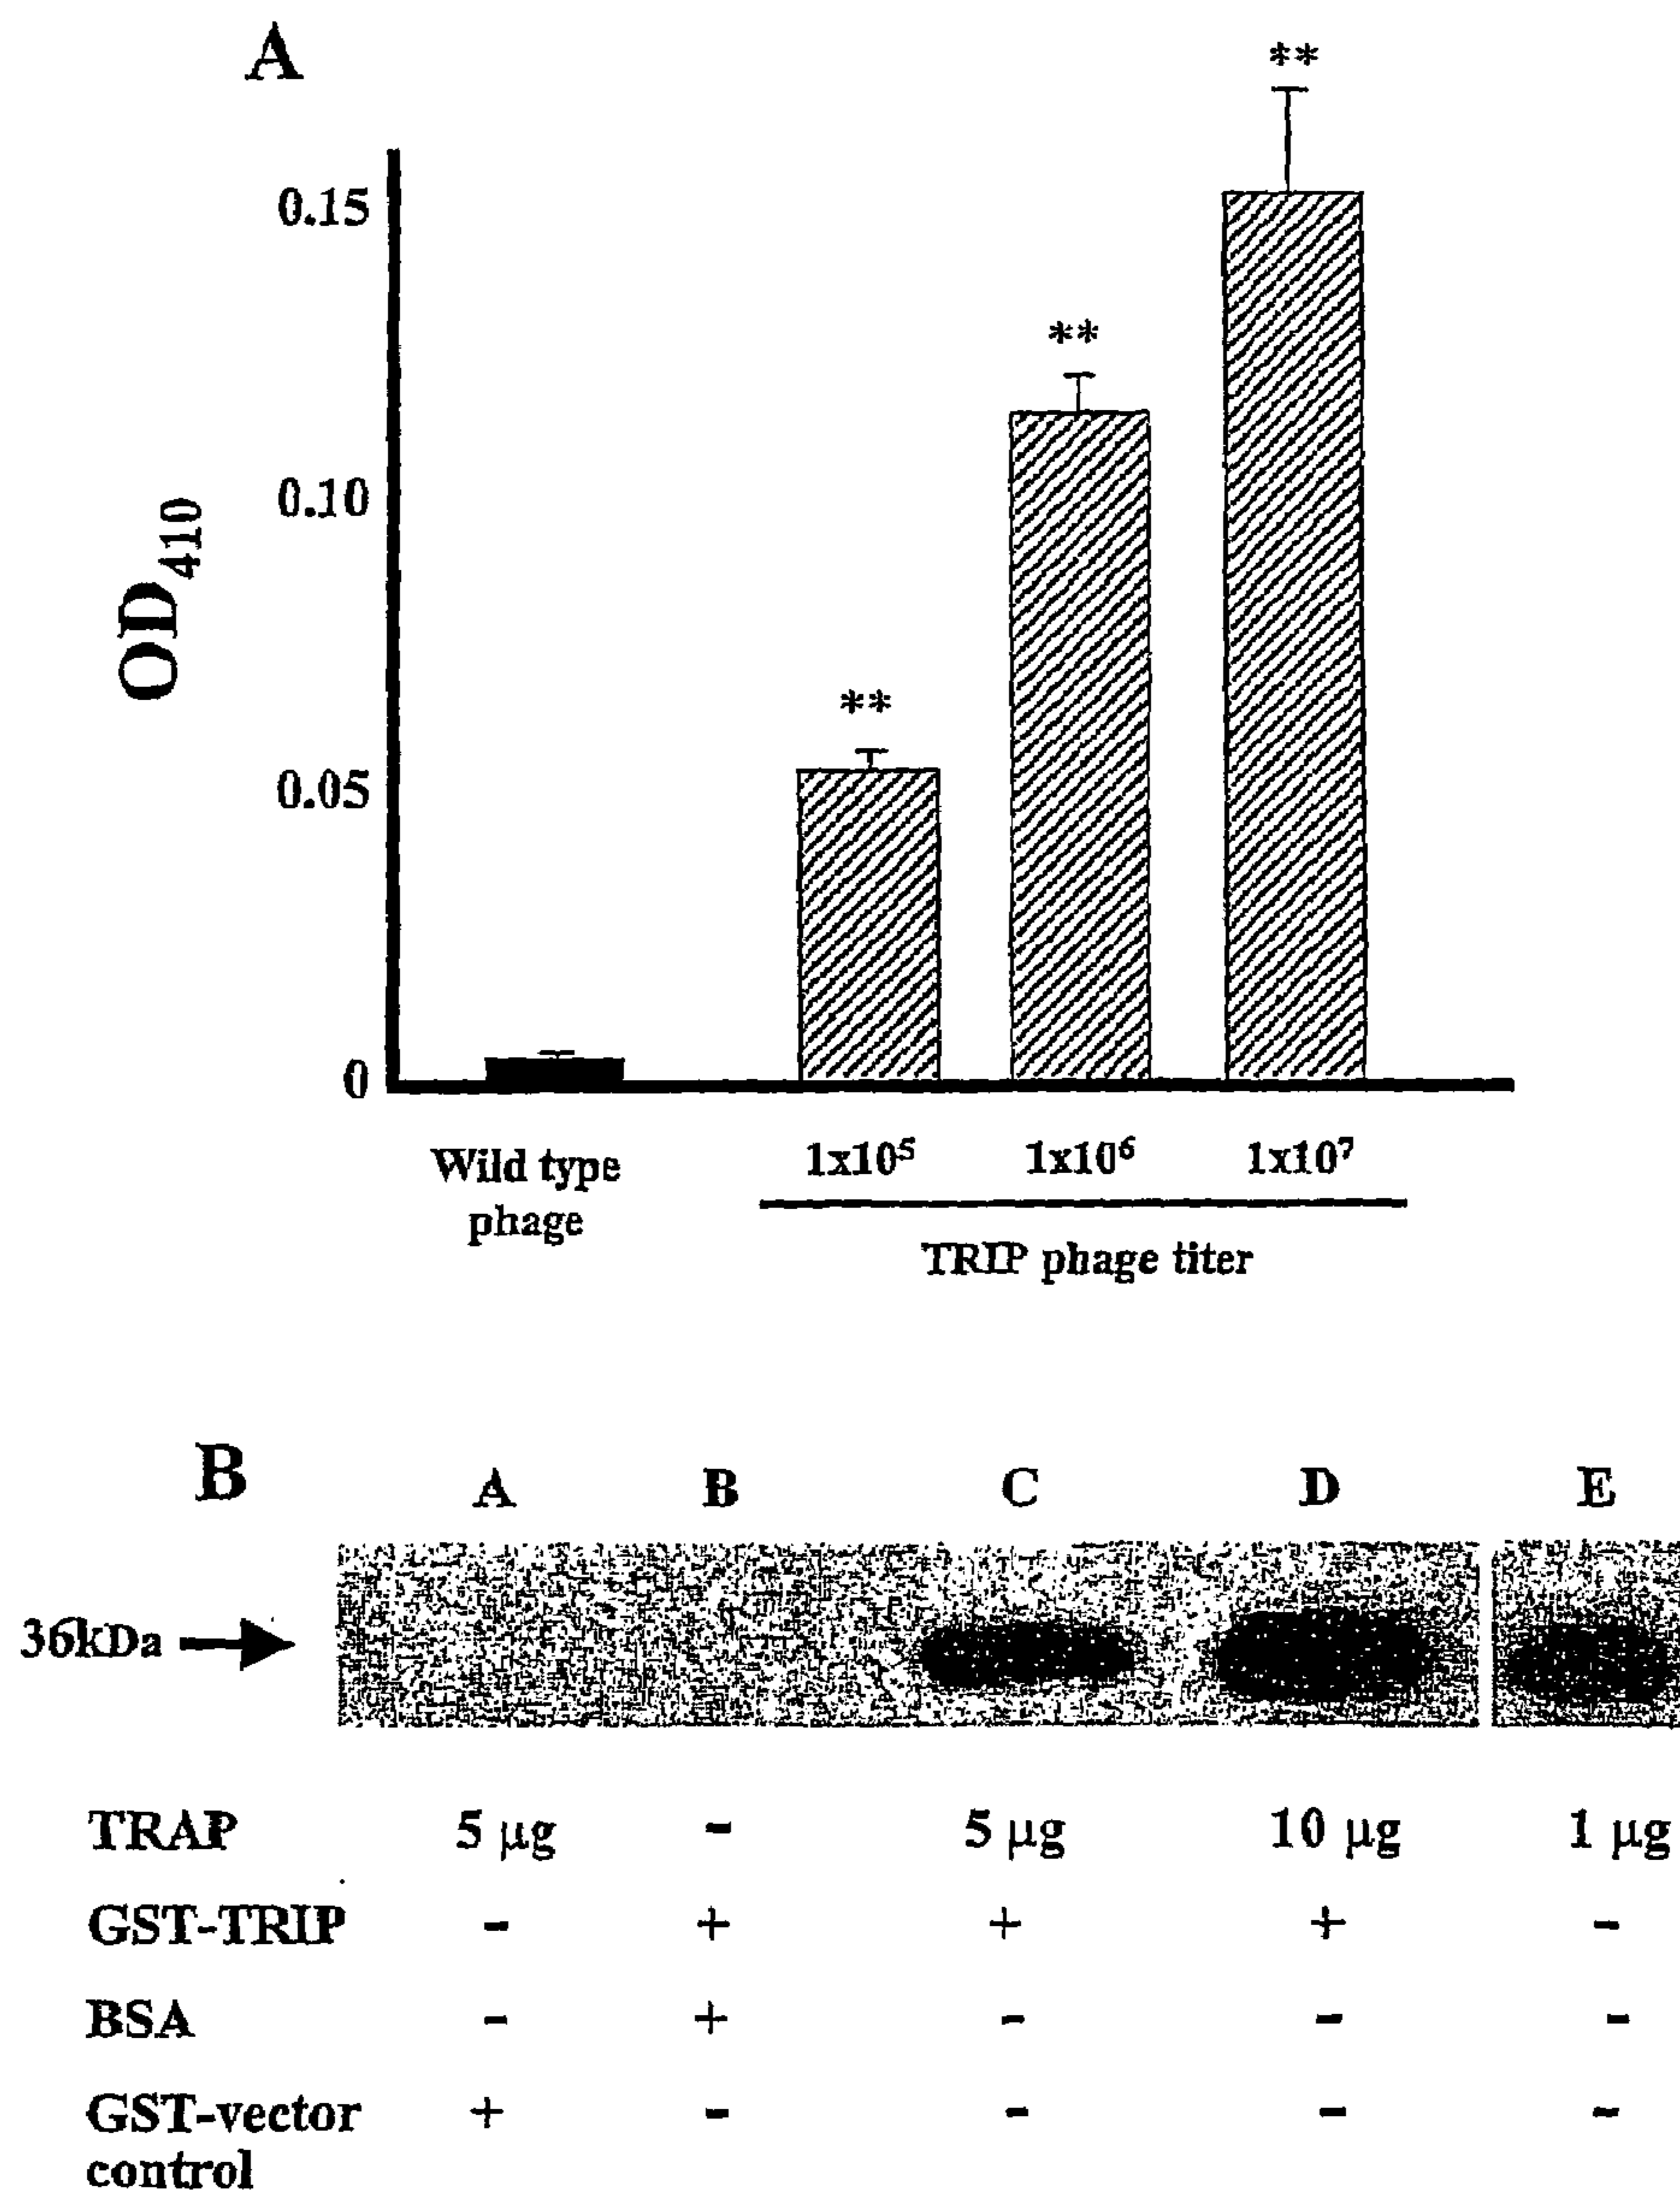 A
**
0.15
**
0.10
OD410
**
0.05
0
Wild type
phage
1x10⁵ 1x10⁶ 1x10⁷
TRIP phage titer
B A B C D E
36kDa
TRAP 5 µg - 5 µg 10 µg 1 µg
GST-TRIP - + + + -
BSA - + - - -
GST-vector + - - - -
control